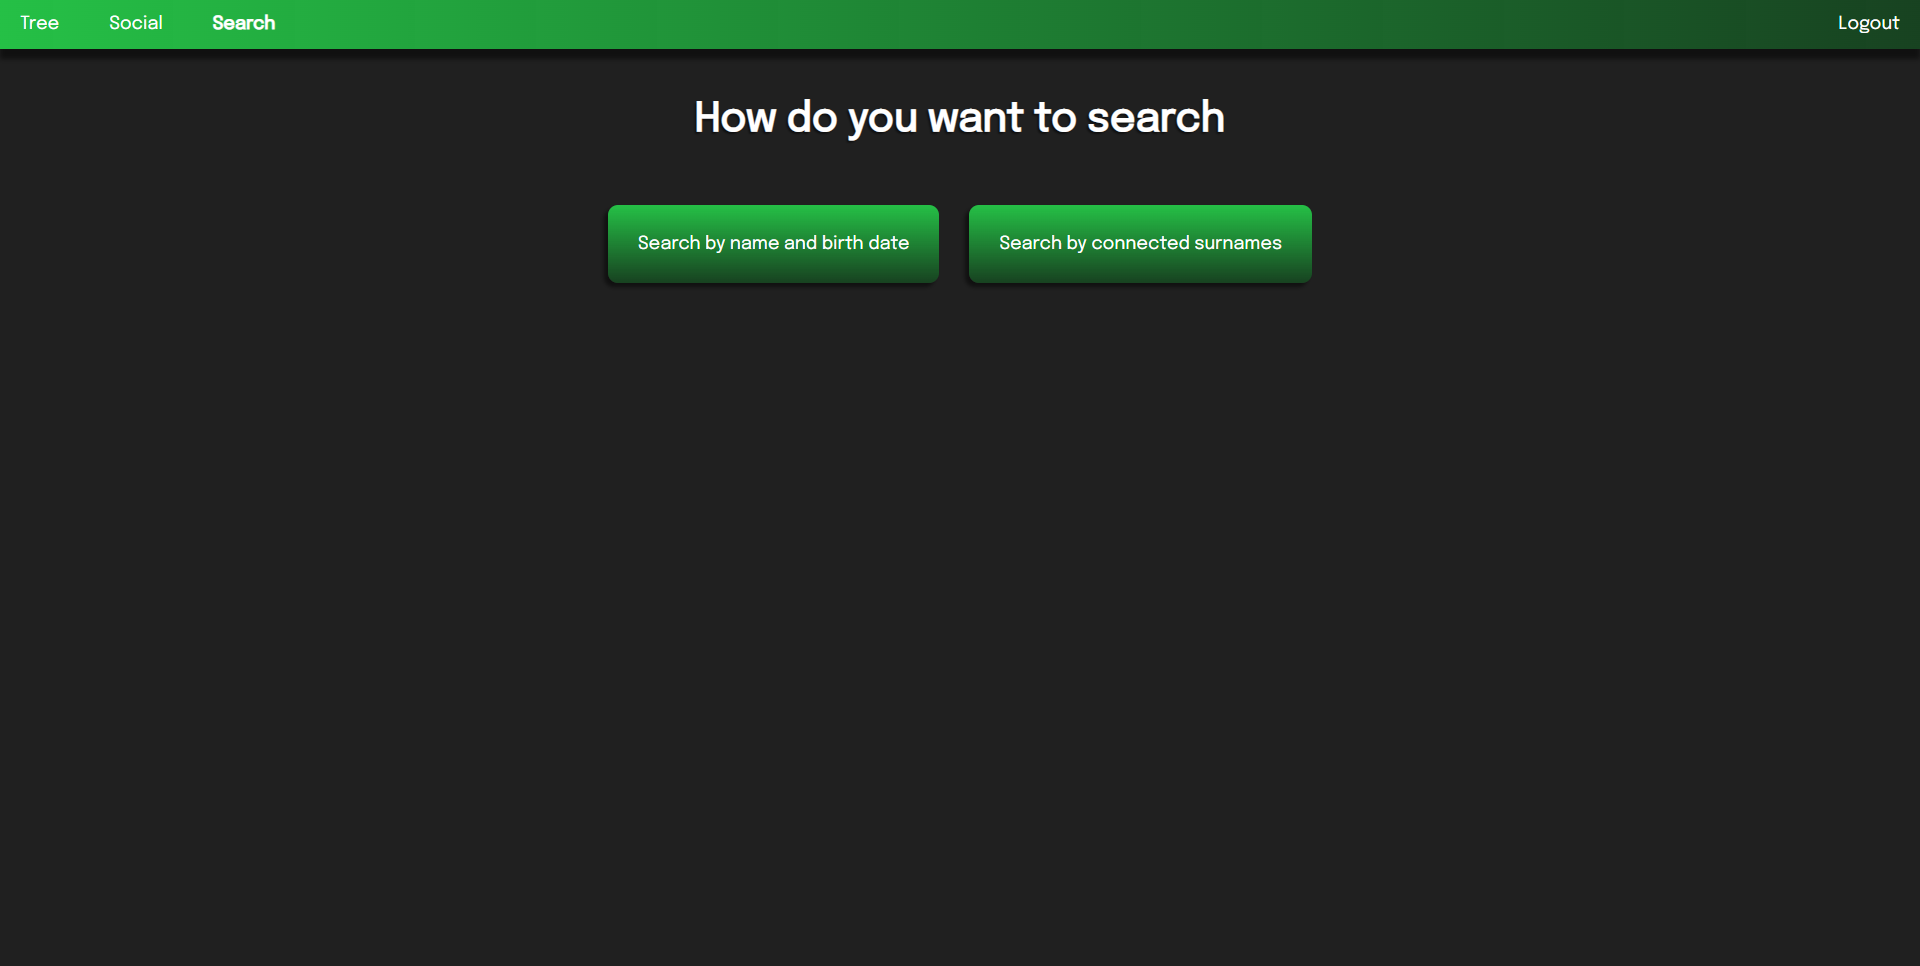 Tree Social Search Logout
How do you want to search
Search by name and birth date Search by connected surnames